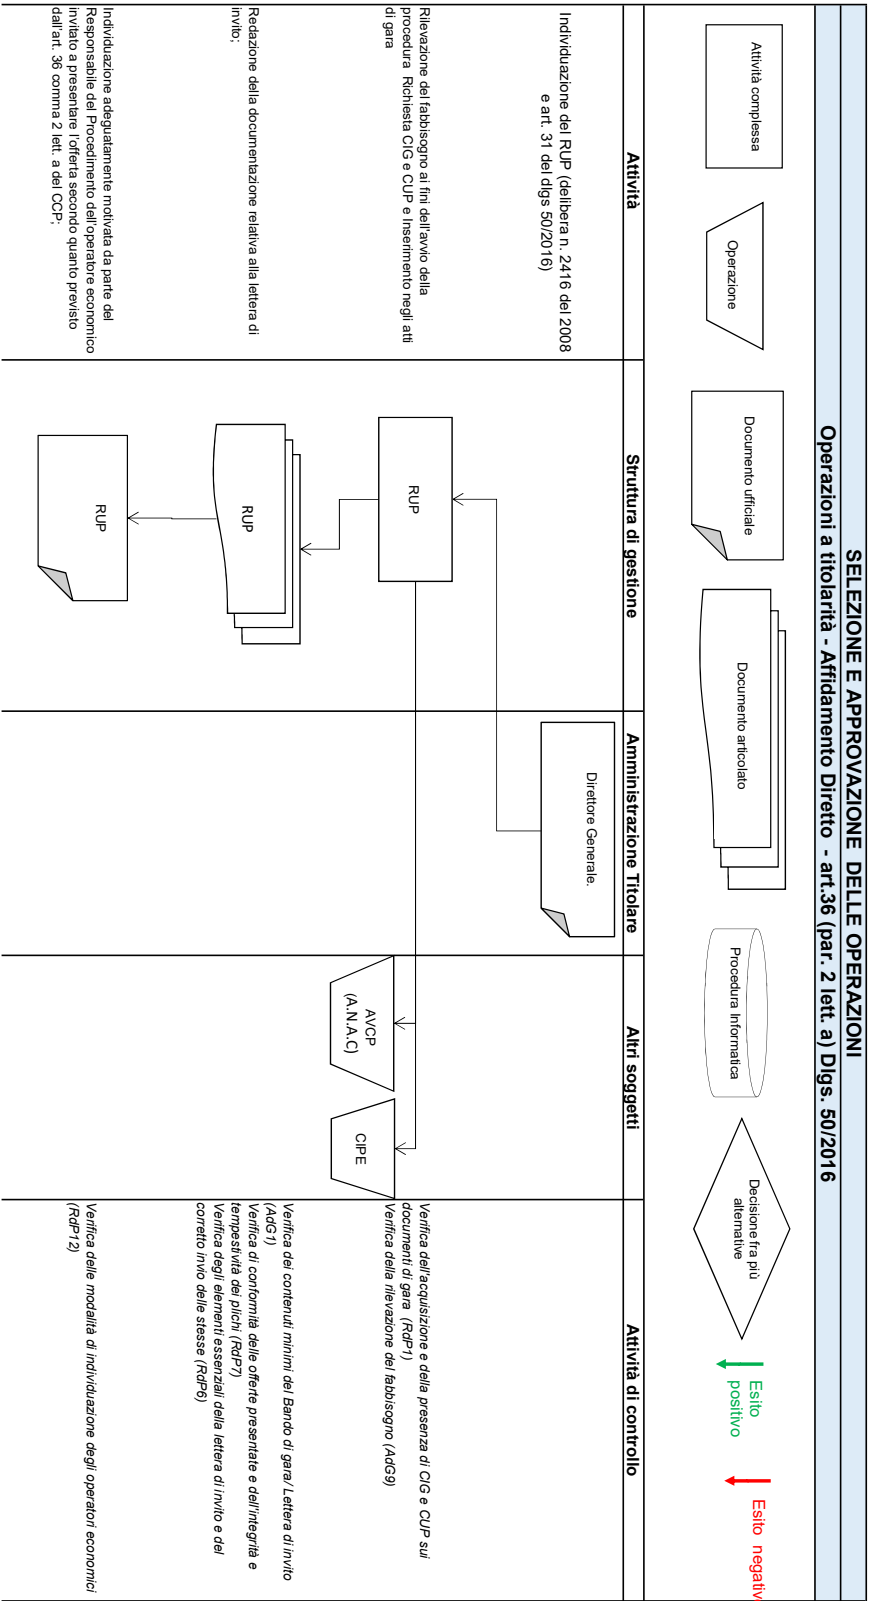 SELEZIONE E APPROVAZIONE DELLE OPERAZIONI
Operazioni a titolarità - Affidamento Diretto - art.36 (par. 2 lett. a) Dlgs. 50/2016
Attività complessa
Operazione
Documento ufficiale
Documento articolato
Procedura Informatica
Decisione fra più
alternative
Esito
positivo
Esito negativ
Attività
Struttura di gestione
Amministrazione Titolare
Altri soggetti
Attività di controllo
Individuazione del RUP (delibera n. 2416 del 2008
e art. 31 del dlgs 50/2016)
Direttore Generale.
Rilevazione del fabbisogno ai fini dell'avvio della
procedura Richiesta CIG e CUP e Inserimento negli atti
di gara
RUP
AVCP
(A.N.A.C)
CIPE
Verifica dell'acquisizione e della presenza di CIG e CUP sui
documenti di gara (RdP1)
Verifica della rilevazione del fabbisogno (AdG9)
Redazione della documentazione relativa alla lettera di
invito;
RUP
Verifica dei contenuti minimi del Bando di gara/ Lettera di invito
(AdG1)
Verifica di conformità delle offerte presentate e dell'integrità e
tempestività dei plichi (RdP7)
Verifica degli elementi essenziali della lettera di invito e del
corretto invio delle stesse (RdP6)
Individuazione adeguatamente motivata da parte del
Responsabile del Procedimento dell'operatore economico
invitato a presentare l'offerta secondo quanto previsto
dall'art. 36 comma 2 lett. a del CCP;
RUP
Verifica delle modalità di individuazione degli operatori economici
(RdP12)